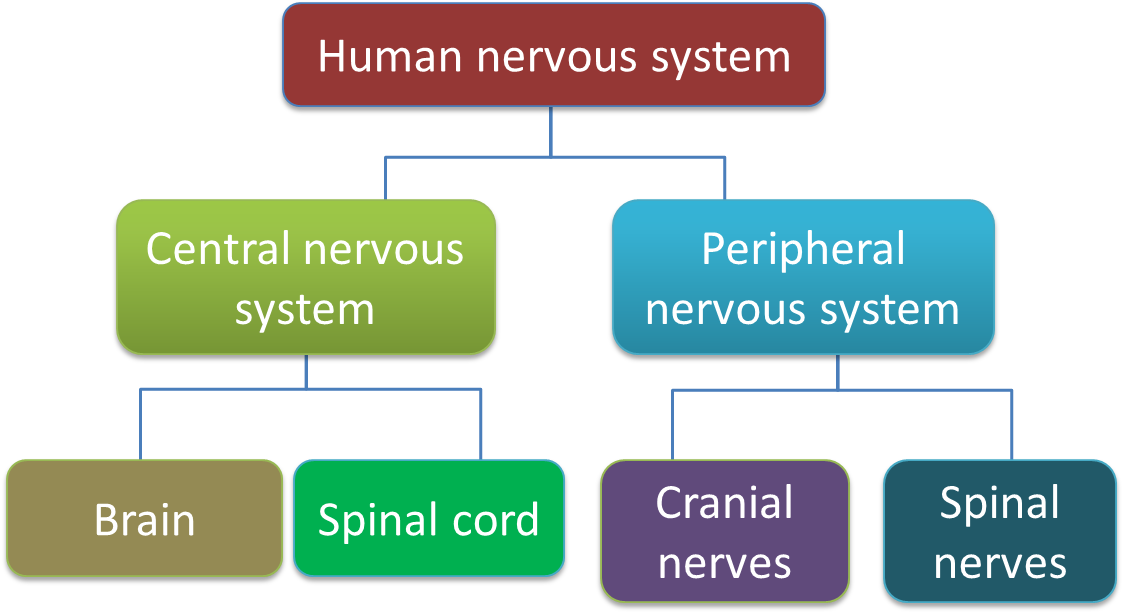 Human nervous system
Central nervous
system
Peripheral
nervous system
Brain
Spinal cord
Cranial
nerves
Spinal
nerves